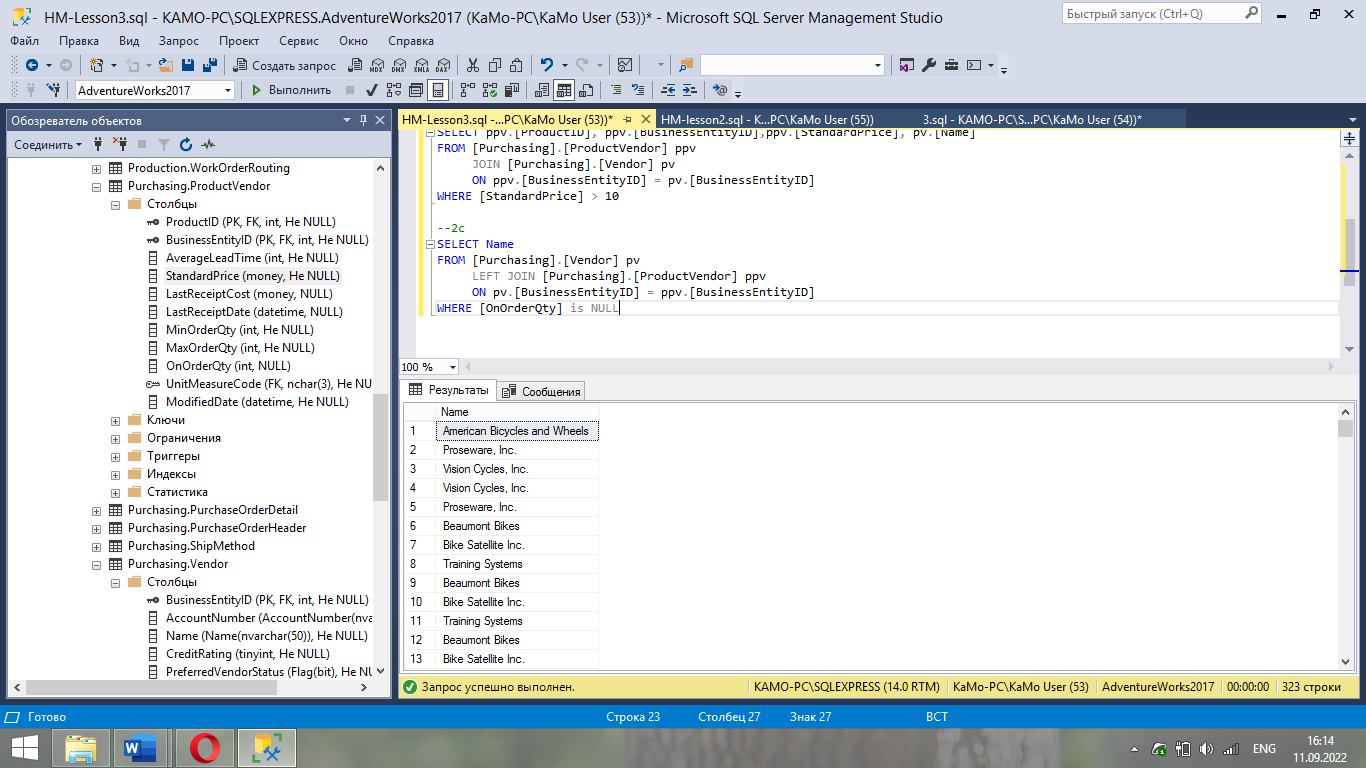 HM-Lesson3.sql - KAMO-PC\SQLEXPRESS.AdventureWorks2017 (KaMo-PC\KaMo User (53))* - Microsoft SQL Server Management Studio
Быстрый запуск (Ctrl+Q)
Файл Правка Вид Запрос Проект Сервис Окно Справка
Создать запрос
MDX DMX XMLA DAX
AdventureWorks2017
Выполнить
Обозреватель объектов
Соединить
Production.WorkOrderRouting
Purchasing.ProductVendor
Столбцы
ProductID (PK, FK, int, Не NULL)
BusinessEntityID (PK, FK, int, Не NULL)
AverageLeadTime (int, Не NULL)
StandardPrice (money, Не NULL)
LastReceiptCost (money, NULL)
LastReceiptDate (datetime, NULL)
MinOrderQty (int, Не NULL)
MaxOrderQty (int, Не NULL)
OnOrderQty (int, NULL)
UnitMeasureCode (FK, nchar(3), Не NU
ModifiedDate (datetime, Не NULL)
Ключи
Ограничения
Триггеры
Индексы
Статистика
Purchasing.PurchaseOrderDetail
Purchasing.PurchaseOrderHeader
Purchasing.ShipMethod
Purchasing.Vendor
Столбцы
BusinessEntityID (PK, FK, int, Не NULL)
AccountNumber (AccountNumber(nva
Name (Name(nvarchar(50)), Не NULL)
CreditRating (tinyint, Не NULL)
PreferredVendorStatus (Flag(bit), Не NU
HM-Lesson3.sql -...PC\KaMo User (53))* HM-lesson2.sql - K...PC\KaMo User (55)) 3.sql - KAMO-PC\S...PC\KaMo User (54))*
SELECT ppv.[ProductID], ppv.[BusinessEntityID],ppv.[StandardPrice], pv.[Name]
FROM [Purchasing].[ProductVendor] ppv
JOIN [Purchasing].[Vendor] pv
ON ppv.[BusinessEntityID] = pv.[BusinessEntityID]
WHERE [StandardPrice] > 10
--2c
SELECT Name
FROM [Purchasing].[Vendor] pv
LEFT JOIN [Purchasing].[ProductVendor] ppv
ON pv.[BusinessEntityID] = ppv.[BusinessEntityID]
WHERE [OnOrderQty] is NULL
100 %
Результаты Сообщения
Name
1 American Bicycles and Wheels
2 Proseware, Inc.
3 Vision Cycles, Inc.
4 Vision Cycles, Inc.
5 Proseware, Inc.
6 Beaumont Bikes
7 Bike Satellite Inc.
8 Training Systems
9 Beaumont Bikes
10 Bike Satellite Inc.
11 Training Systems
12 Beaumont Bikes
13 Bike Satellite Inc.
Запрос успешно выполнен. KAMO-PC\SQLEXPRESS (14.0 RTM) KaMo-PC\KaMo User (53) AdventureWorks2017 00:00:00 323 строки
Готово Строка 23 Столбец 27 Знак 27 ВСТ
ENG
16:14
11.09.2022